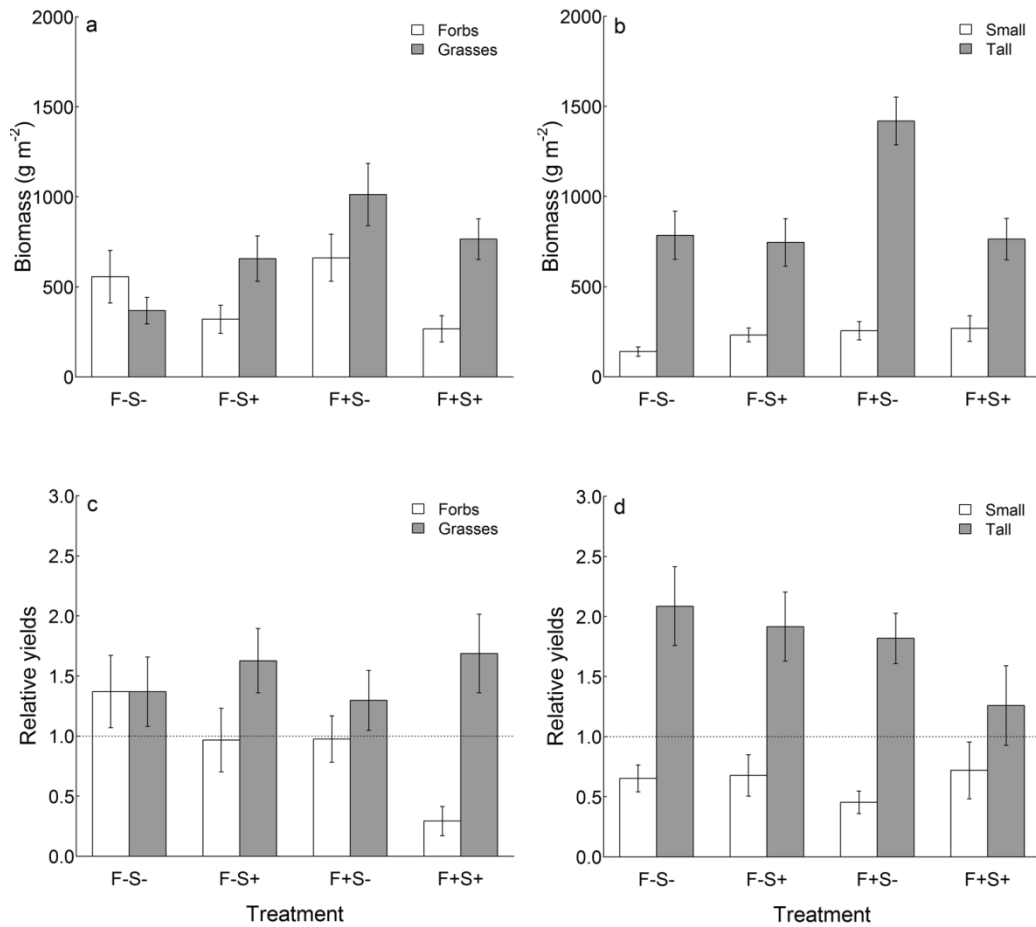 a
Forbs
Grasses
Biomass (g m⁻²)
2000
1500
1000
500
0
F-S-
F-S+
F+S-
F+S+
b
Small
Tall
Biomass (g m⁻²)
2000
1500
1000
500
0
F-S-
F-S+
F+S-
F+S+
c
Forbs
Grasses
Relative yields
3.0
2.5
2.0
1.5
1.0
0.5
0.0
F-S-
F-S+
F+S-
F+S+
Treatment
d
Small
Tall
Relative yields
3.0
2.5
2.0
1.5
1.0
0.5
0.0
F-S-
F-S+
F+S-
F+S+
Treatment